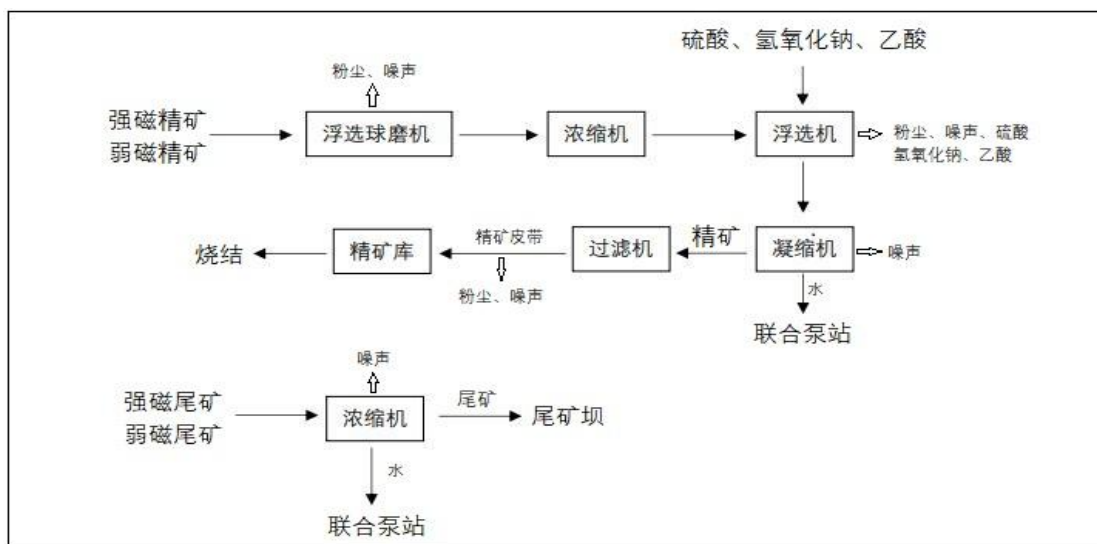 硫酸、氢氧化钠、乙酸
粉尘、噪声
强磁精矿
弱磁精矿
浮选球磨机
浓缩机
浮选机
粉尘、噪声、硫酸
氢氧化钠、乙酸
烧结
精矿库
精矿皮带
粉尘、噪声
过滤机
精矿
凝缩机
噪声
水
联合泵站
噪声
强磁尾矿
弱磁尾矿
浓缩机
尾矿
尾矿坝
水
联合泵站